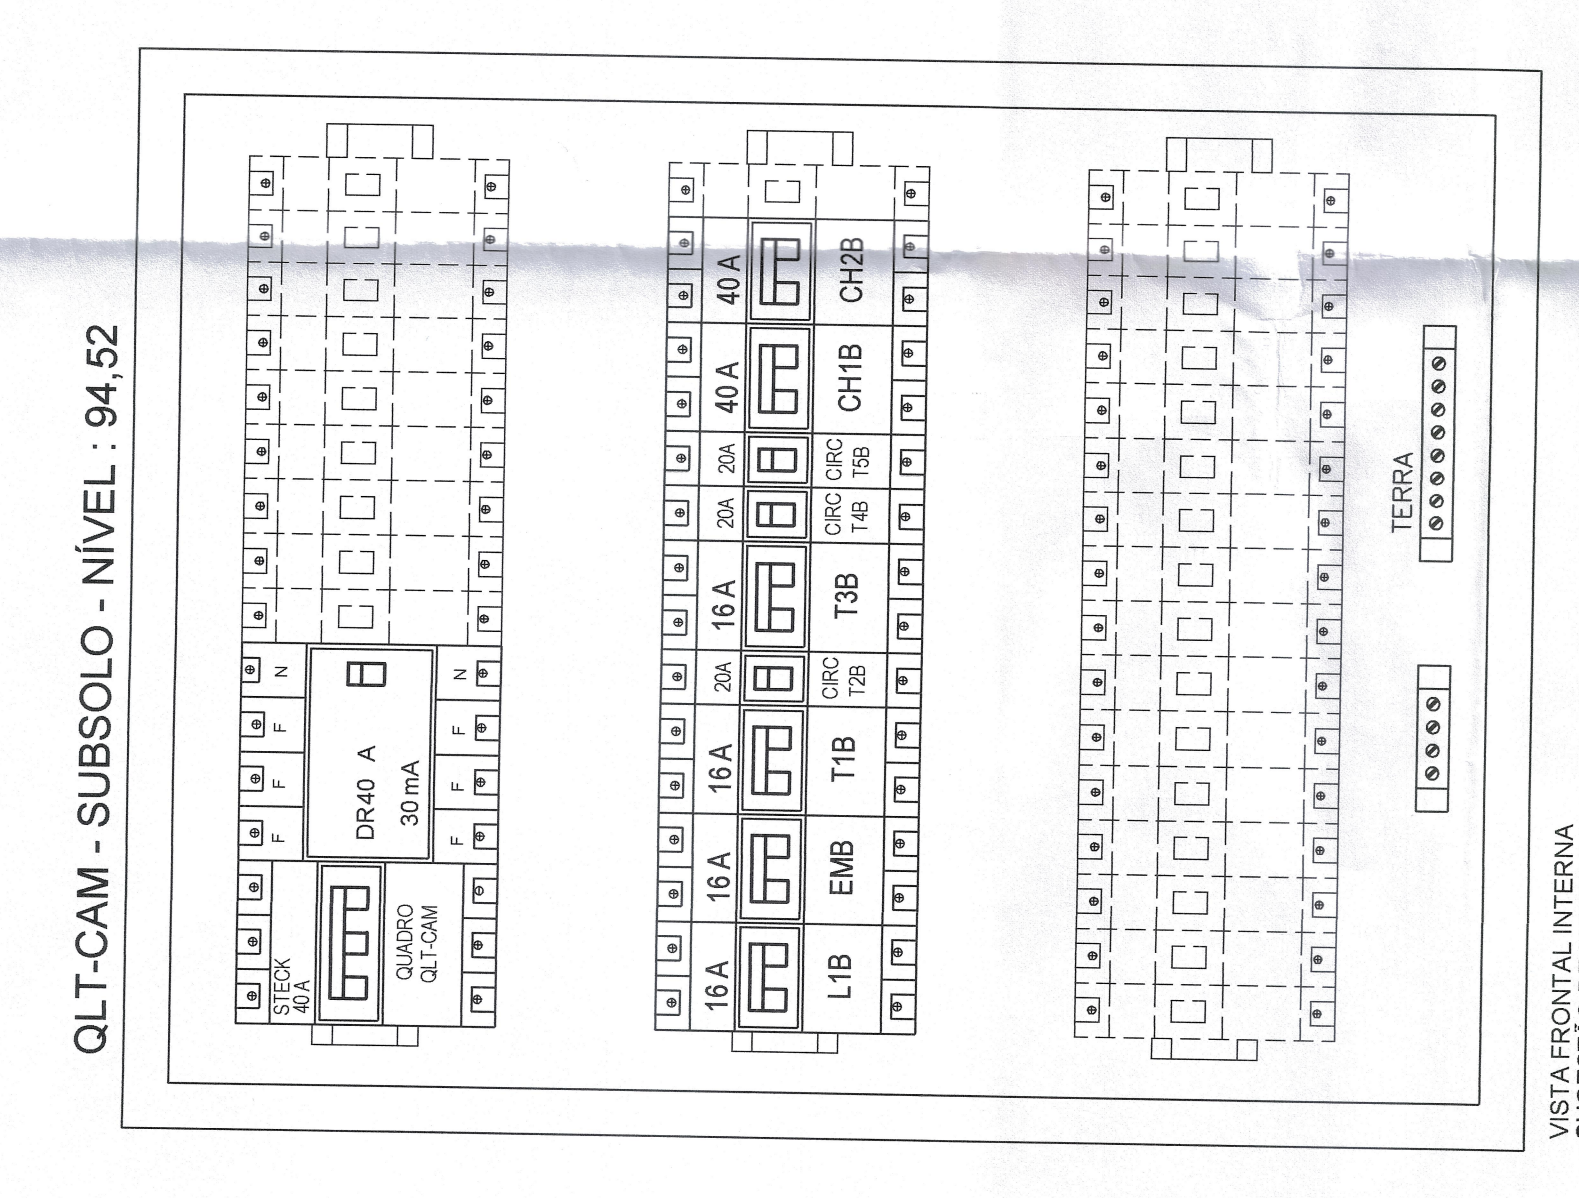 QLT-CAM - SUBSOLO - NÍVEL : 94,52
STECK
40 A
QUADRO
QLT-CAM
F
F
F
N
DR40 A
30 mA
F
F
F
N
16 A
16 A
16 A
20A
16 A
20A
20A
40 A
40 A
L1B
EMB
T1B
CIRC
T2B
T3B
CIRC
T4B
CIRC
T5B
CH1B
CH2B
TERRA
VISTA FRONTAL INTERNA